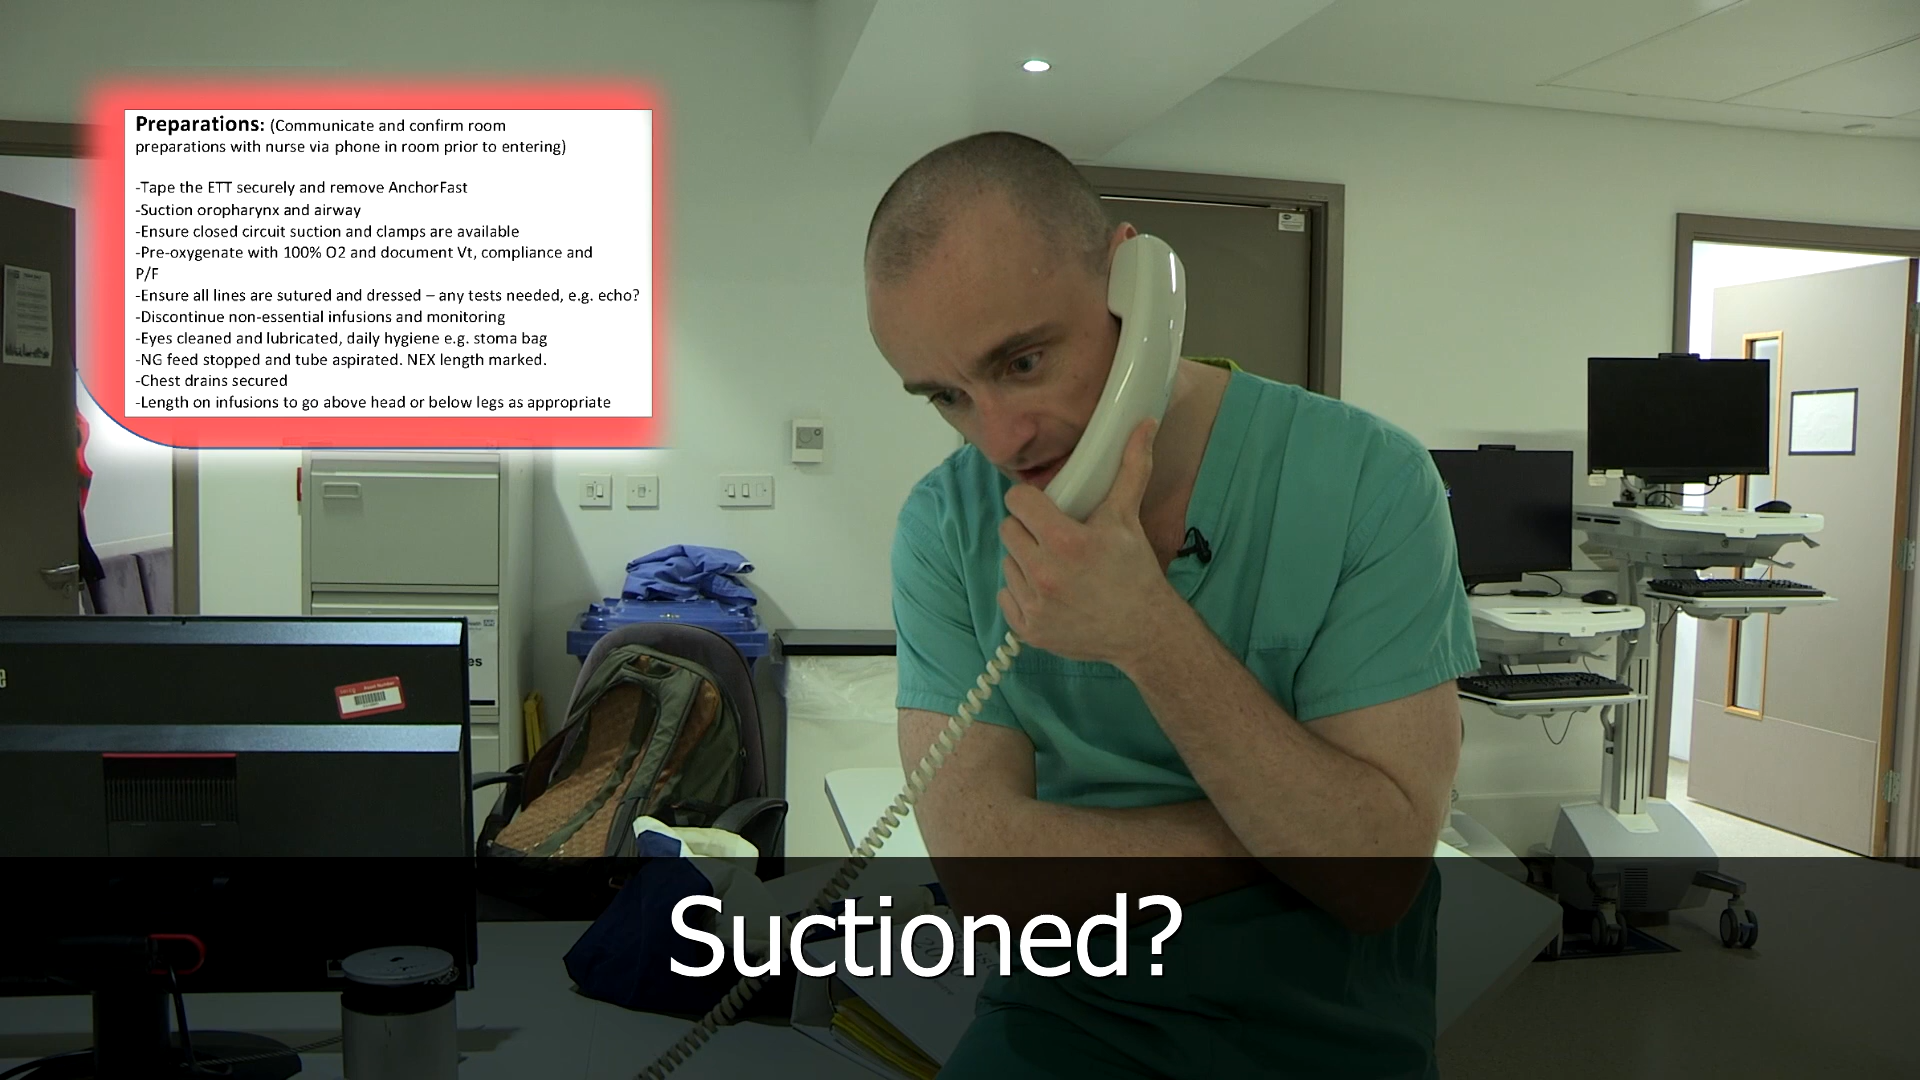 Preparations: (Communicate and confirm room
preparations with nurse via phone in room prior to entering)
-Tape the ETT securely and remove AnchorFast
-Suction oropharynx and airway
-Ensure closed circuit suction and clamps are available
-Pre-oxygenate with 100% O2 and document Vt, compliance and
P/F
-Ensure all lines are sutured and dressed – any tests needed, e.g. echo?
-Discontinue non-essential infusions and monitoring
-Eyes cleaned and lubricated, daily hygiene e.g. stoma bag
-NG feed stopped and tube aspirated. NEX length marked.
-Chest drains secured
-Length on infusions to go above head or below legs as appropriate
Suctioned?